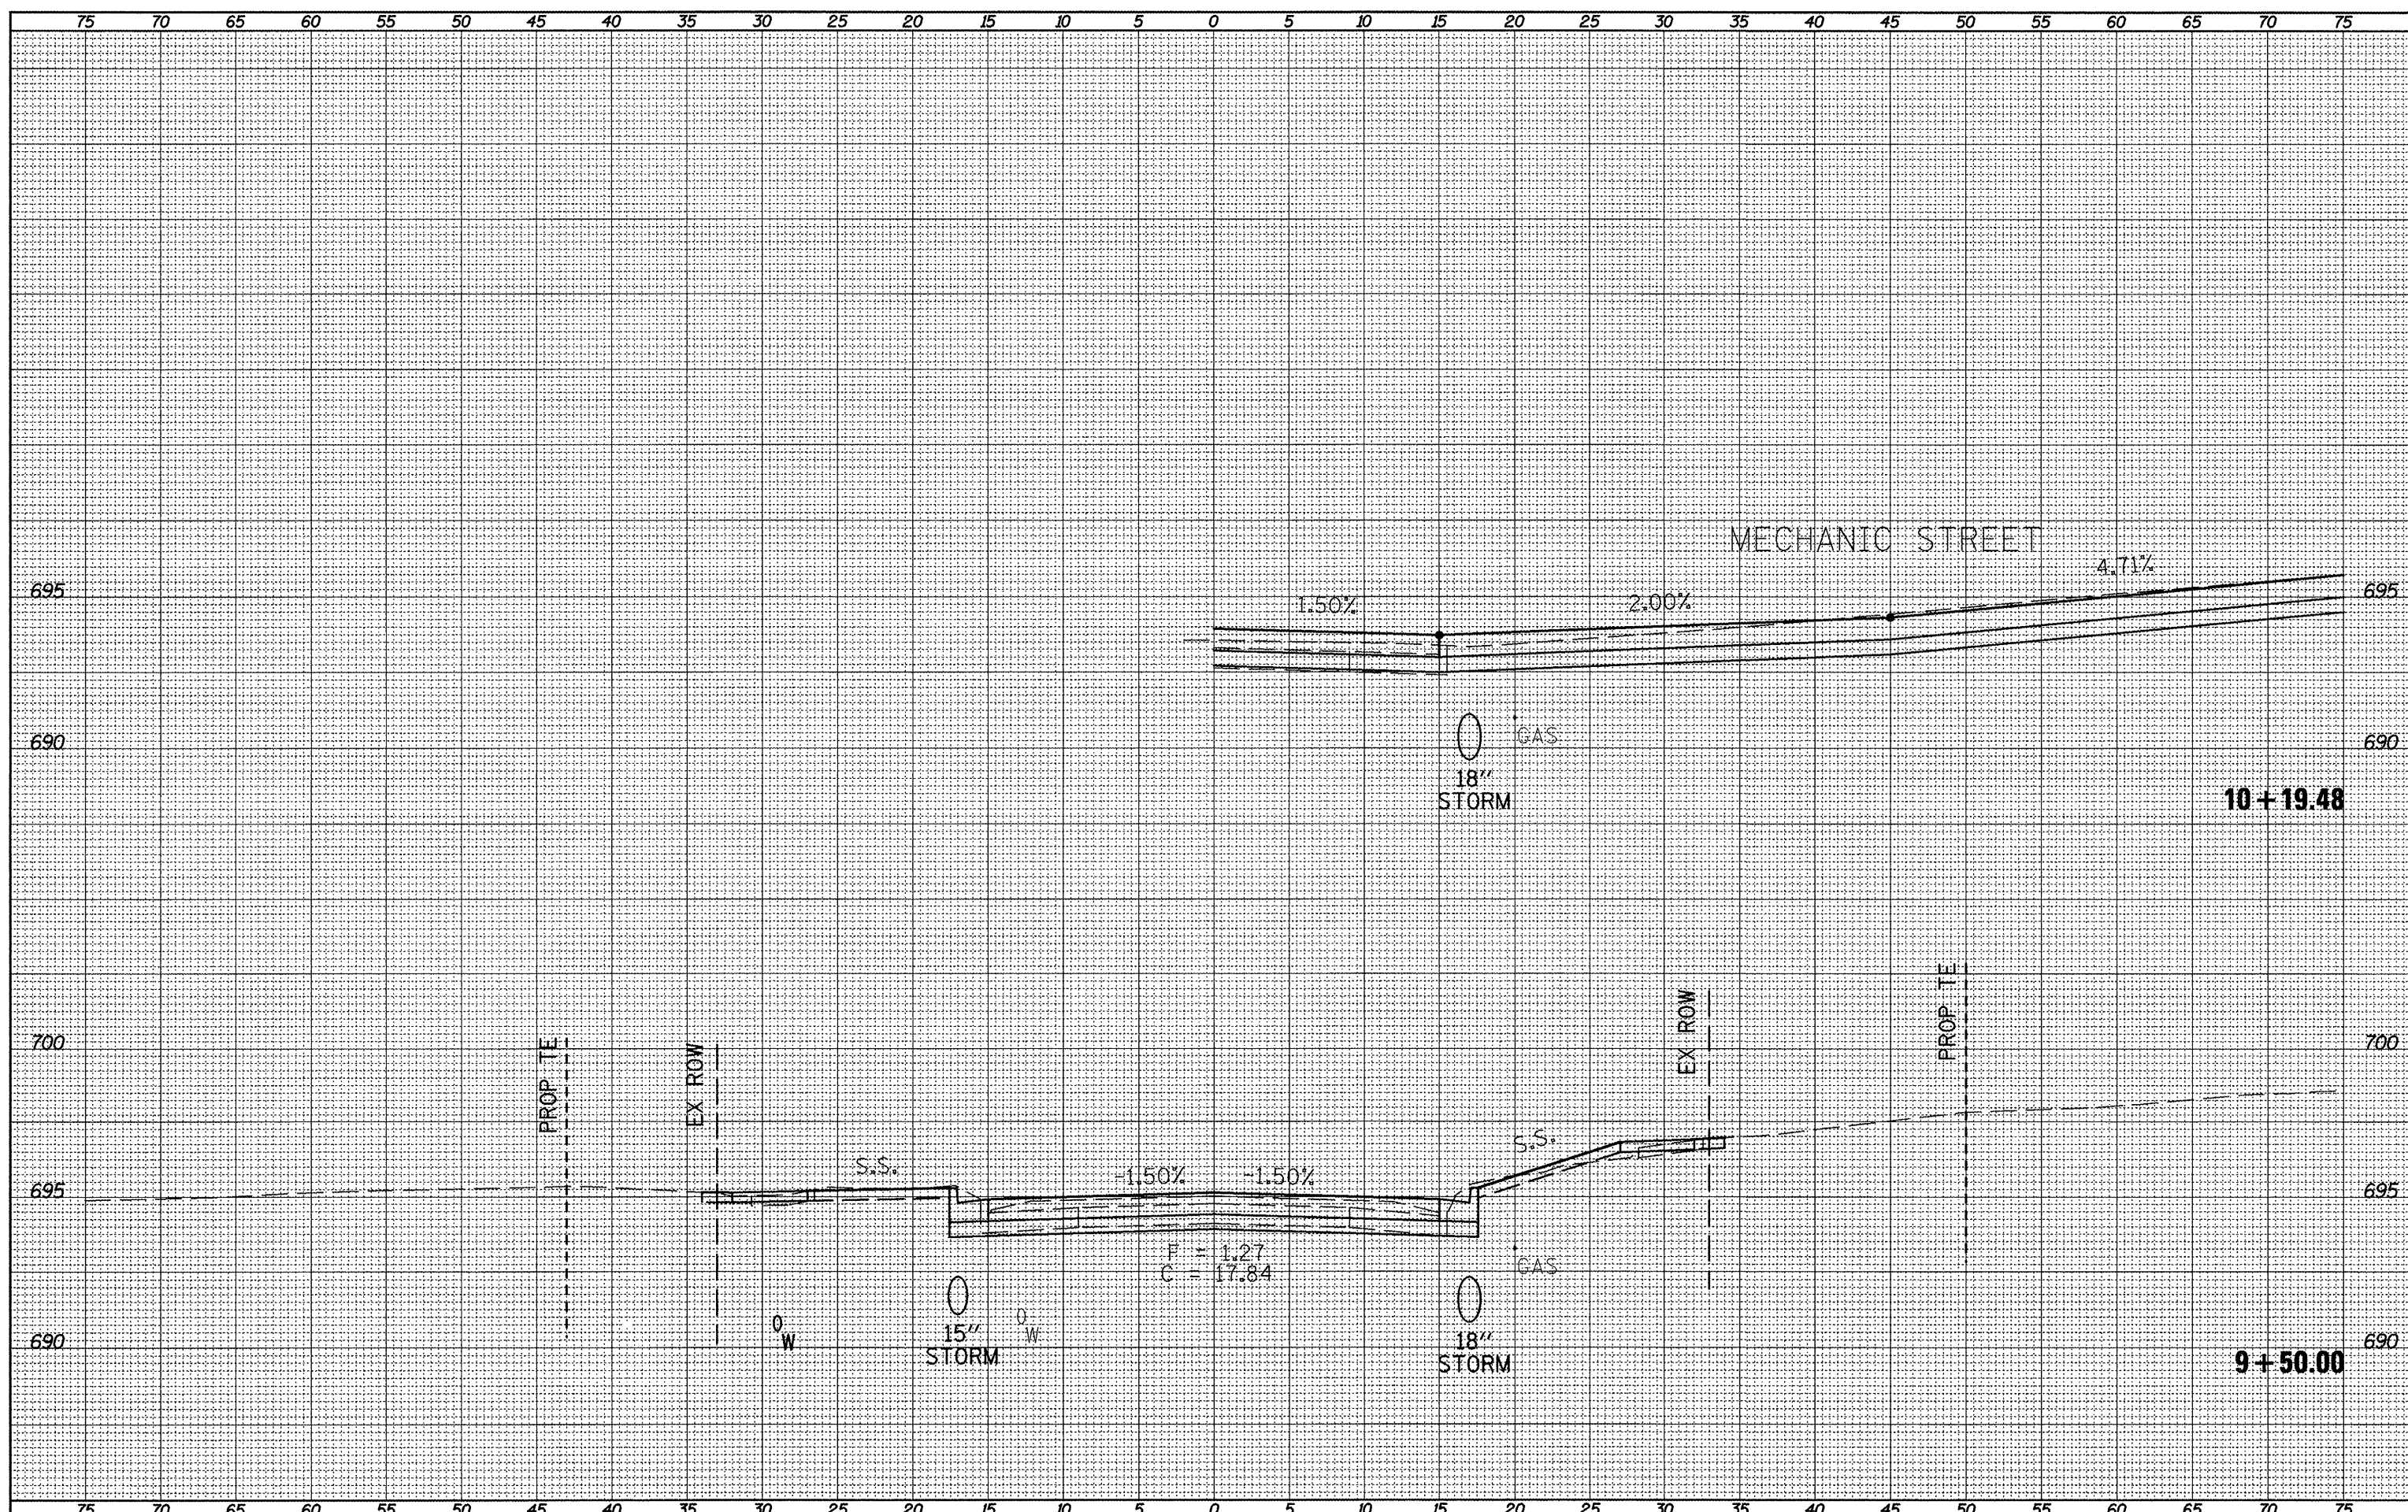 75 70 65 60 55 50 45 40 35 30 25 20 15 10 5 0 5 10 15 20 25 30 35 40 45 50 55 60 65 70 75
MECHANIC STREET
4.71%
695 1.50% 2.00% 695
690 GAS 690
18"
STORM
10+19.48
PROP TE
EX ROW
700 PROP TE EX ROW 700
S.S. S.S.
695 -1.50% -1.50% 695
F = 1.27
C = 17.84 GAS
0 W 0 W
690 15" 18" 690
STORM STORM
9+50.00
75 70 65 60 55 50 45 40 35 30 25 20 15 10 5 0 5 10 15 20 25 30 35 40 45 50 55 60 65 70 75